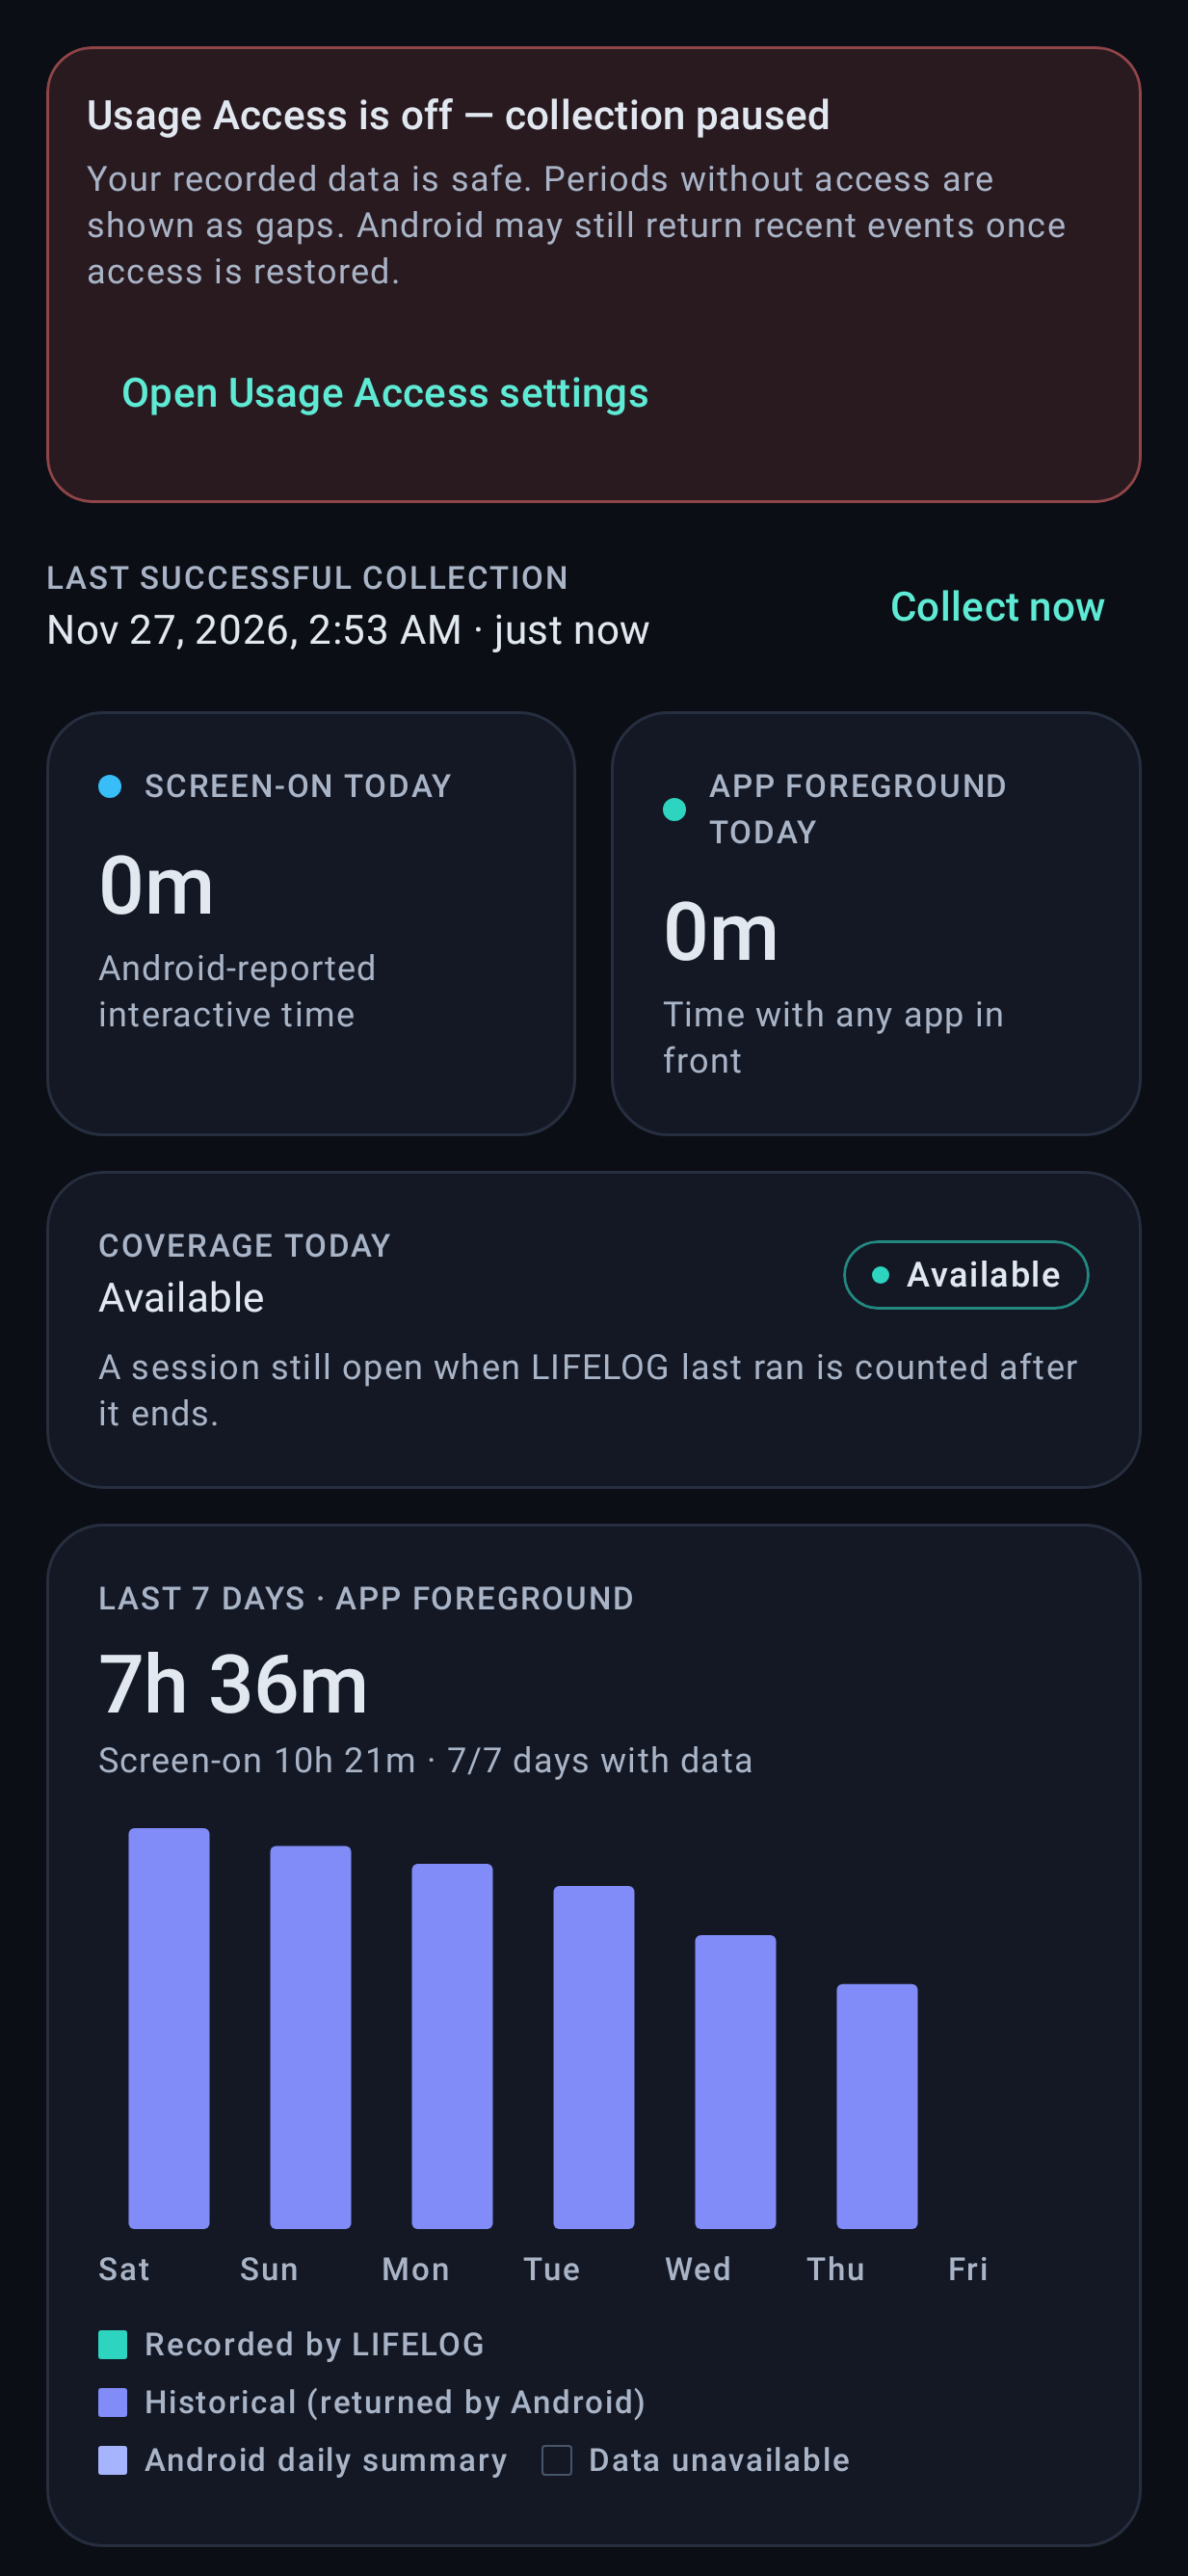 Usage Access is off — collection paused
Your recorded data is safe. Periods without access are
shown as gaps. Android may still return recent events once
access is restored.
Open Usage Access settings
LAST SUCCESSFUL COLLECTION
Nov 27, 2026, 2:53 AM · just now
Collect now
SCREEN-ON TODAY
0m
Android-reported
interactive time
APP FOREGROUND
TODAY
0m
Time with any app in
front
COVERAGE TODAY
Available
Available
A session still open when LIFELOG last ran is counted after
it ends.
LAST 7 DAYS · APP FOREGROUND
7h 36m
Screen-on 10h 21m · 7/7 days with data
Sat Sun Mon Tue Wed Thu Fri
Recorded by LIFELOG
Historical (returned by Android)
Android daily summary Data unavailable